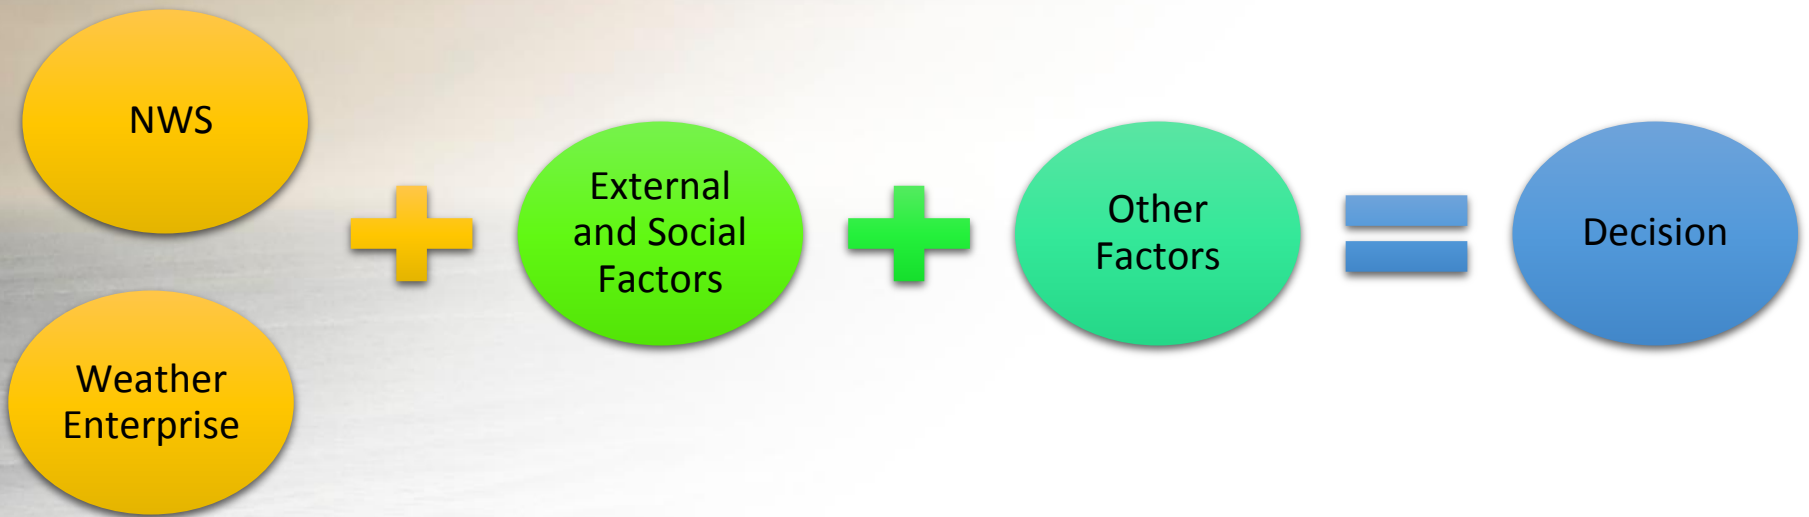 NWS
Weather
Enterprise
External
and Social
Factors
Other
Factors
Decision